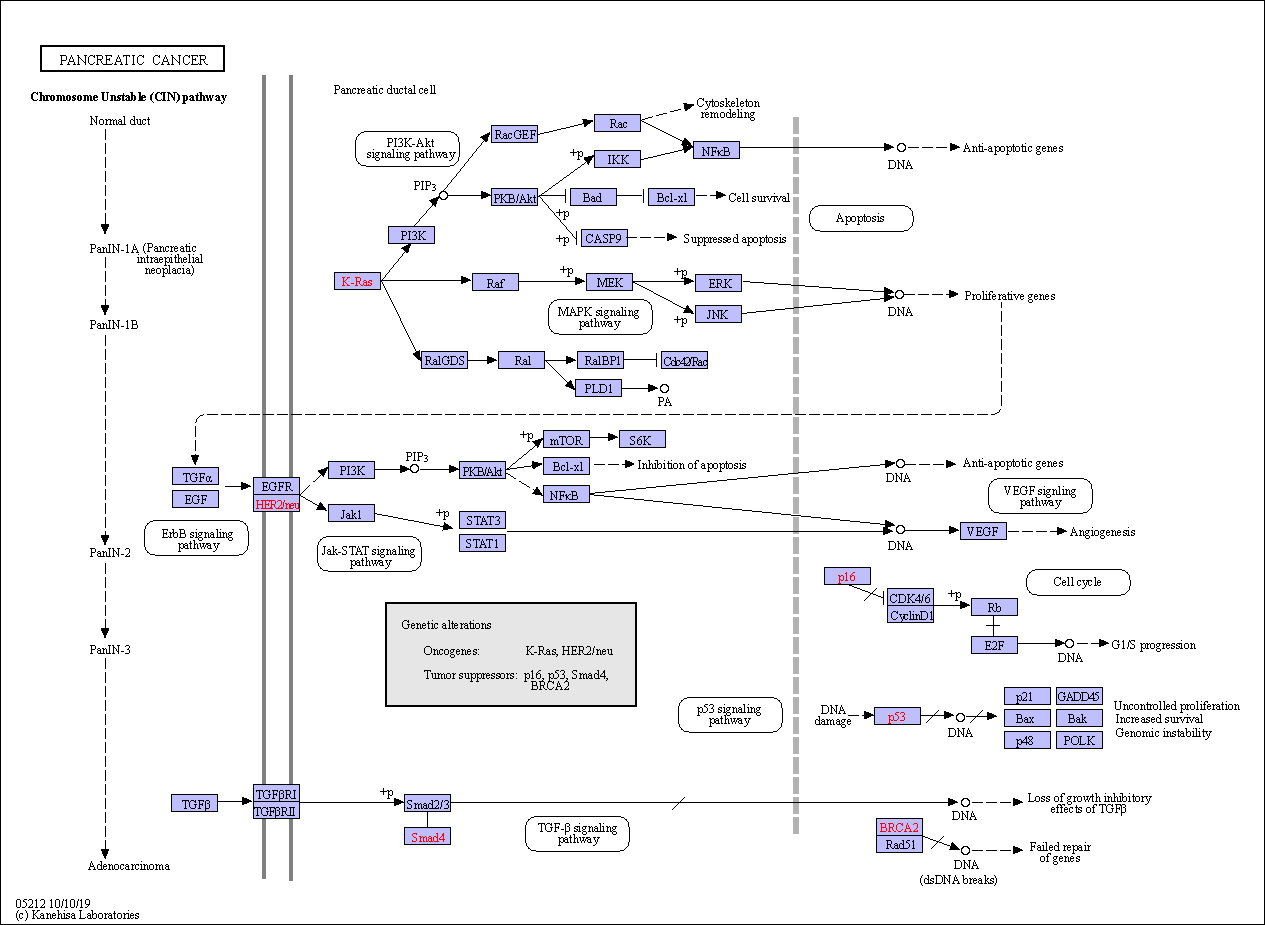 PANCREATIC CANCER
Chromosome Unstable (CIN) pathway
Normal duct
PanIN-1A (Pancreatic
intraepithelial
neoplacia)
PanIN-1B
PanIN-2
PanIN-3
Adenocarcinoma
Pancreatic ductal cell
PI3K-Akt
signaling pathway
RacGEF
Rac
Cytoskeleton
remodeling
+p
IKK
NFκB
DNA
Anti-apoptotic genes
PIP3
PKB/Akt
Bad
Bcl-xl
Cell survival
+p
Apoptosis
PI3K
+p
CASP9
Suppressed apoptosis
K-Ras
Raf
+p
MEK
+p
ERK
DNA
Proliferative genes
MAPK signaling
pathway
+p
JNK
RalGDS
Ral
RalBP1
Cdc42/Rac
PLD1
PA
TGFα
EGF
EGFR
HER2/neu
ErbB signaling
pathway
PI3K
PIP3
PKB/Akt
+p
mTOR
S6K
Bcl-xl
Inhibition of apoptosis
NFκB
DNA
Anti-apoptotic genes
VEGF signling
pathway
Jak1
+p
STAT3
STAT1
DNA
VEGF
Angiogenesis
Jak-STAT signaling
pathway
p16
CDK4/6
CyclinD1
+p
Rb
E2F
DNA
G1/S progression
Cell cycle
Genetic alterations
Oncogenes: K-Ras, HER2/neu
Tumor suppressors: p16, p53, Smad4,
BRCA2
p53 signaling
pathway
DNA
damage
p53
DNA
p21
GADD45
Bax
Bak
p48
POLK
Uncontrolled proliferation
Increased survival
Genomic instability
TGFβ
TGFβRI
TGFβRII
+p
Smad2/3
Smad4
TGF-β signaling
pathway
DNA
Loss of growth inhibitory
effects of TGFβ
BRCA2
Rad51
DNA
(dsDNA breaks)
Failed repair
of genes
05212 10/10/19
(c) Kanehisa Laboratories